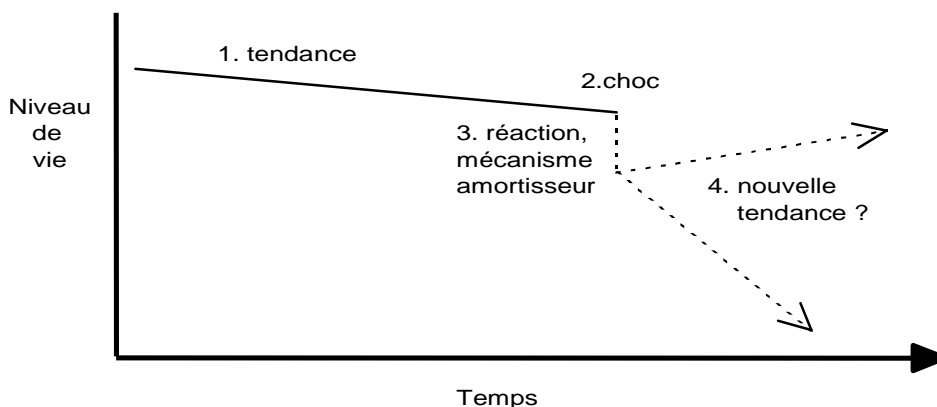 1. tendance
2.choc
Niveau
de
vie
3. réaction,
mécanisme
amortisseur
4. nouvelle
tendance ?
Temps